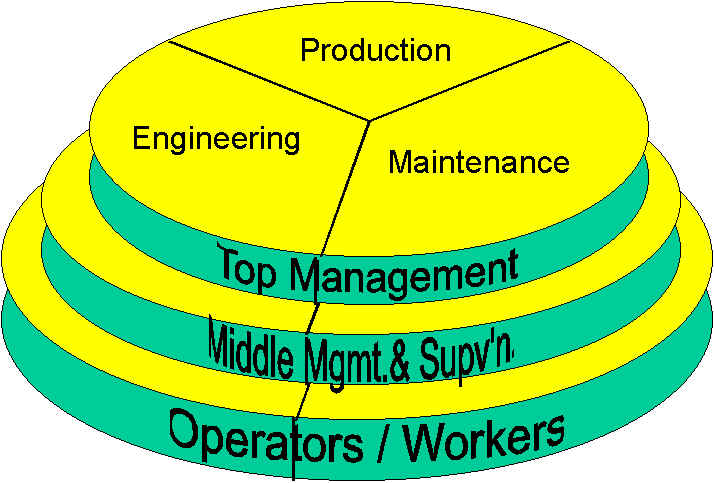 Production
Engineering
Maintenance
Top Management
Middle Mgmt.& Supv'n.
Operators / Workers